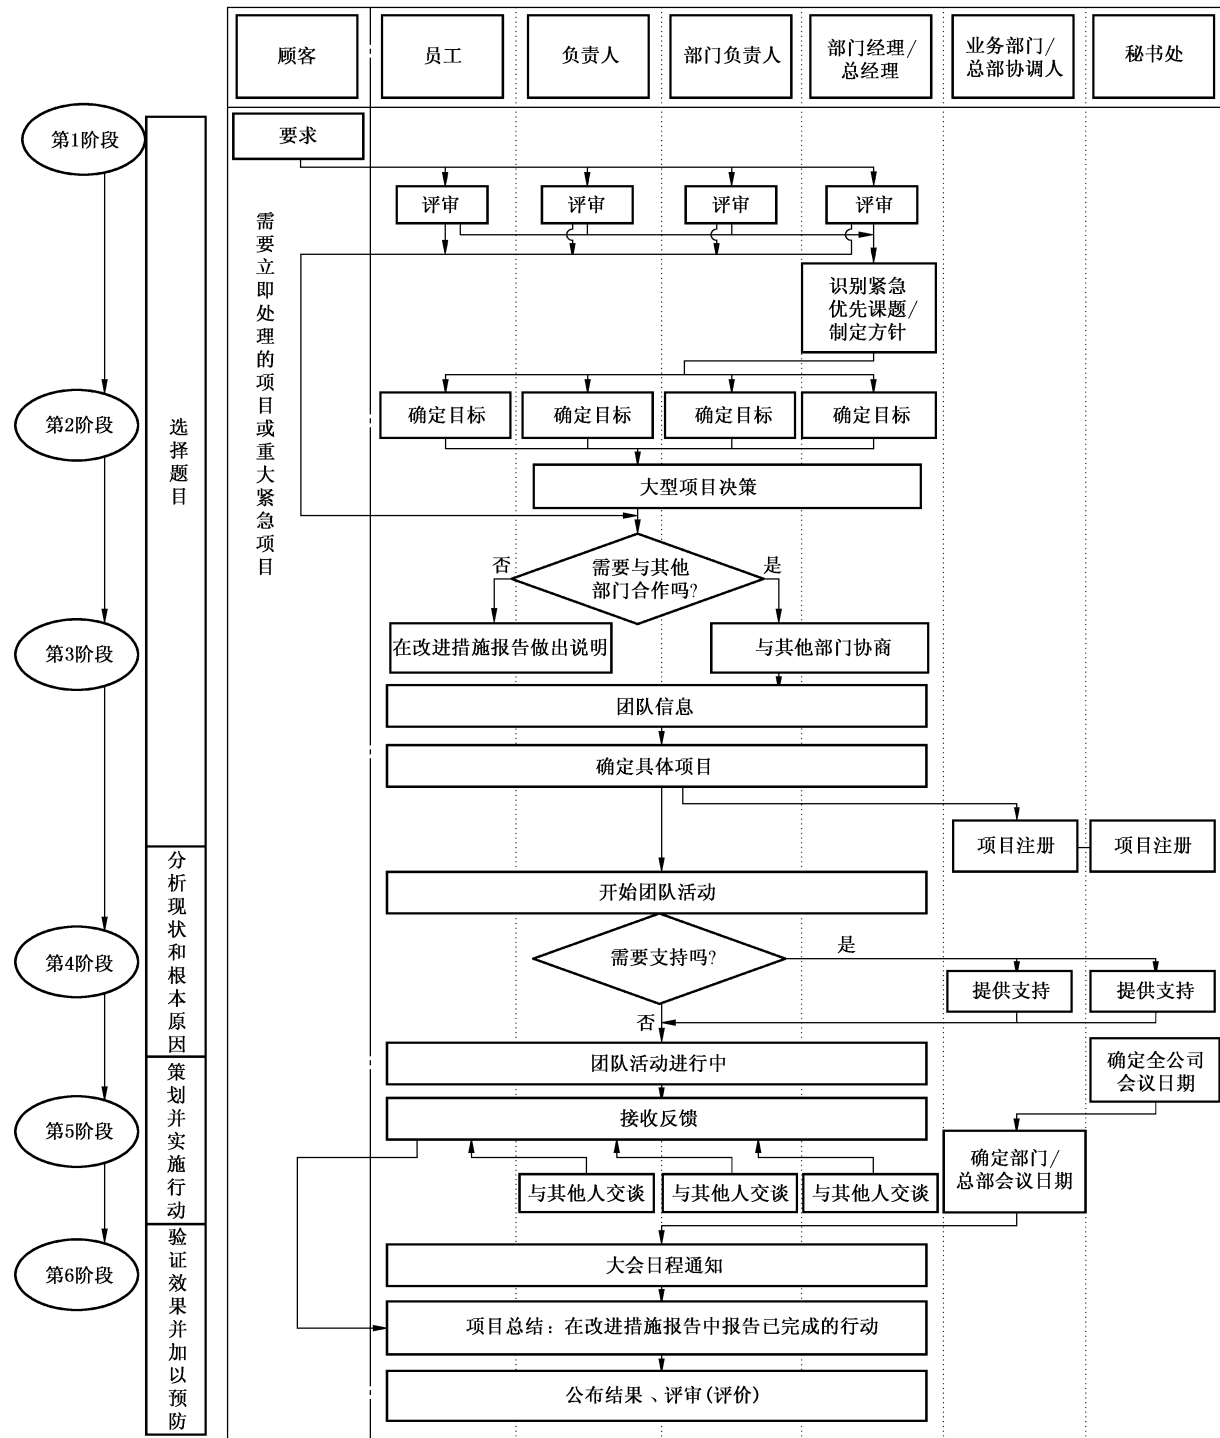 顾客
员工
负责人
部门负责人
部门经理/
总经理
业务部门/
总部协调人
秘书处
第1阶段
要求
评审
评审
评审
评审
需要立即处理的项目或重大紧急项目
识别紧急
优先课题/
制定方针
第2阶段
选择题目
确定目标
确定目标
确定目标
确定目标
大型项目决策
否
需要与其他
部门合作吗?
是
第3阶段
在改进措施报告做出说明
与其他部门协商
团队信息
确定具体项目
项目注册
项目注册
分析现状和根本原因
开始团队活动
第4阶段
需要支持吗?
是
提供支持
提供支持
否
团队活动进行中
确定全公司
会议日期
策划并实施行动
第5阶段
接收反馈
确定部门/
总部会议日期
与其他人交谈
与其他人交谈
与其他人交谈
第6阶段
验证效果并加以预防
大会日程通知
项目总结：在改进措施报告中报告已完成的行动
公布结果、评审(评价)